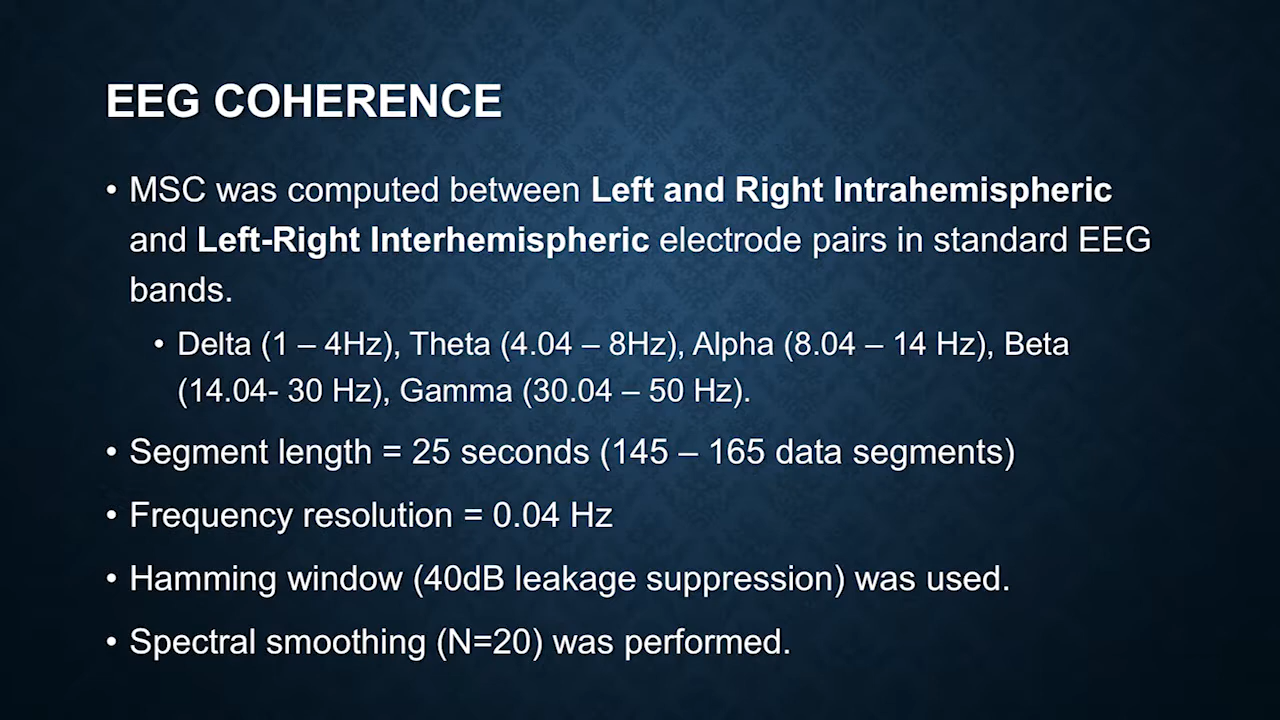 EEG COHERENCE
• MSC was computed between Left and Right Intrahemispheric
and Left-Right Interhemispheric electrode pairs in standard EEG
bands.
• Delta (1 – 4Hz), Theta (4.04 – 8Hz), Alpha (8.04 – 14 Hz), Beta
(14.04- 30 Hz), Gamma (30.04 – 50 Hz).
• Segment length = 25 seconds (145 – 165 data segments)
• Frequency resolution = 0.04 Hz
• Hamming window (40dB leakage suppression) was used.
• Spectral smoothing (N=20) was performed.